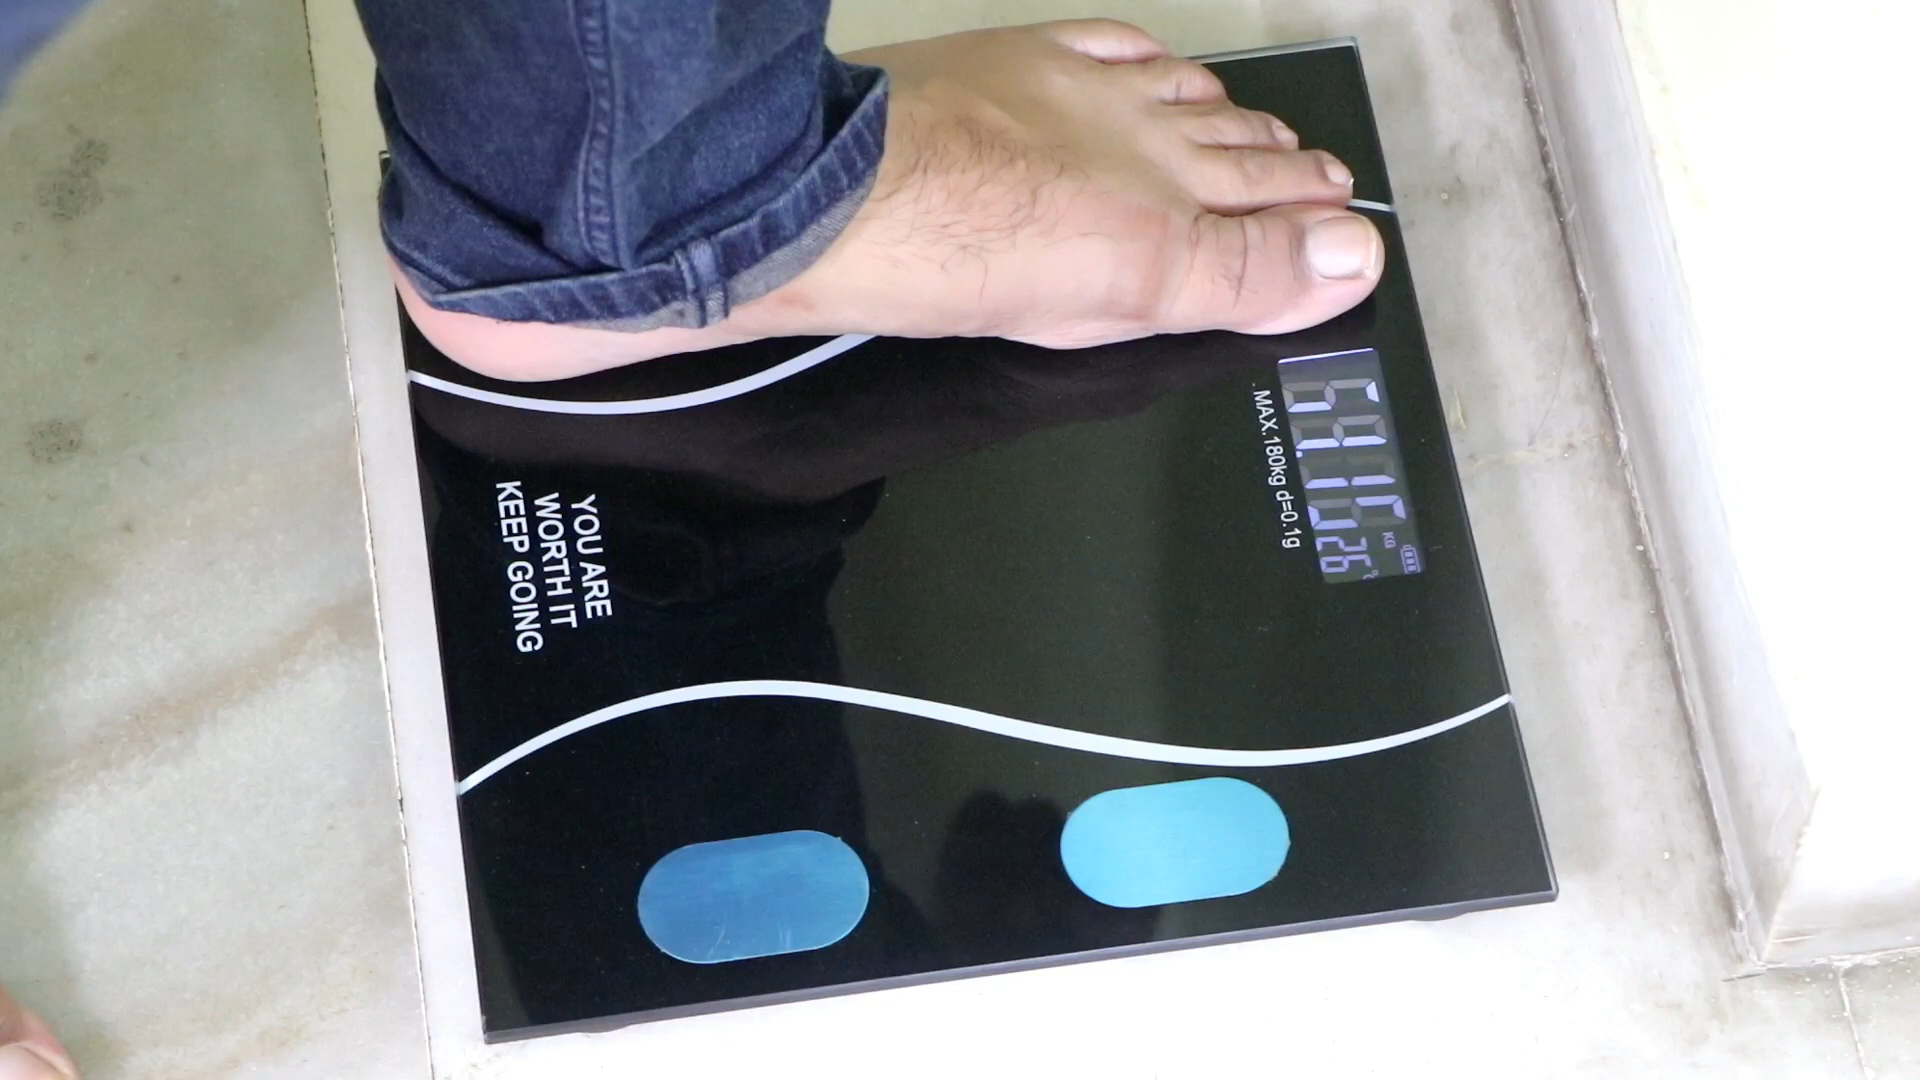 YOU ARE
WORTH IT
KEEP GOING
MAX.180kg d=0.1g
KG
26°C